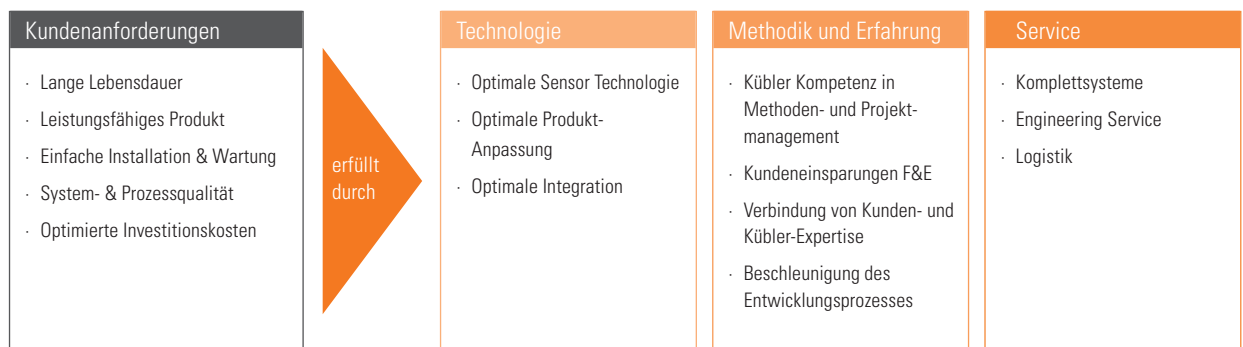 Kundenanforderungen
· Lange Lebensdauer
· Leistungsfähiges Produkt
· Einfache Installation & Wartung
· System- & Prozessqualität
· Optimierte Investitionskosten
erfüllt
durch
Technologie
· Optimale Sensor Technologie
· Optimale Produkt-
Anpassung
· Optimale Integration
Methodik und Erfahrung
· Kübler Kompetenz in
Methoden- und Projekt-
management
· Kundeneinsparungen F&E
· Verbindung von Kunden- und
Kübler-Expertise
· Beschleunigung des
Entwicklungsprozesses
Service
· Komplettsysteme
· Engineering Service
· Logistik